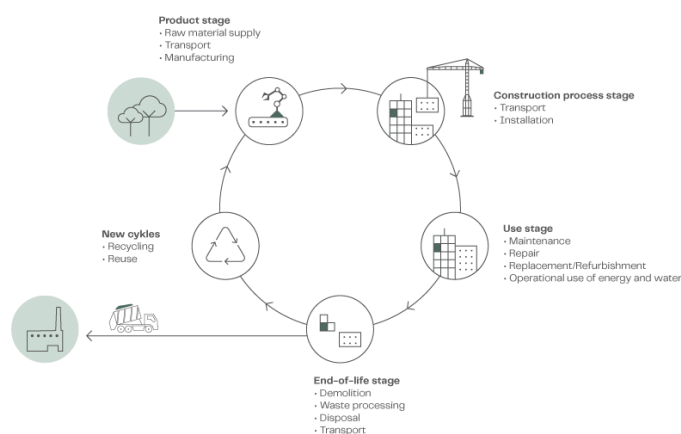 Product stage
• Raw material supply
• Transport
• Manufacturing
Construction process stage
• Transport
• Installation
New cykles
• Recycling
• Reuse
Use stage
• Maintenance
• Repair
• Replacement/Refurbishment
• Operational use of energy and water
End-of-life stage
• Demolition
• Waste processing
• Disposal
• Transport